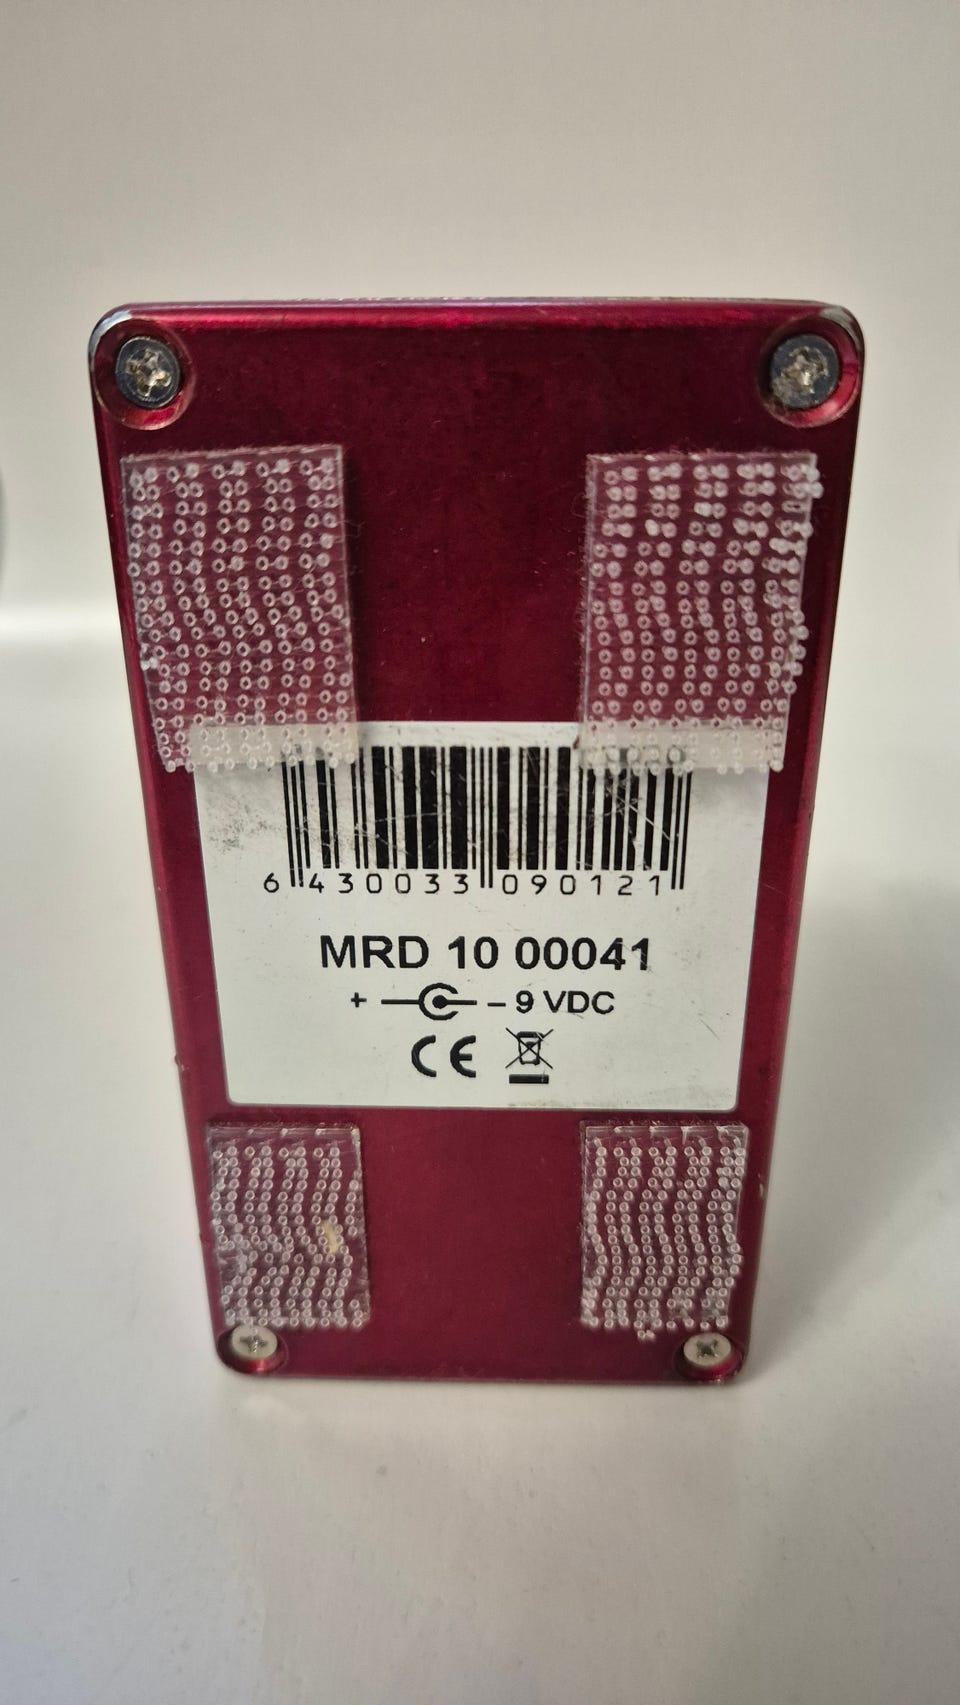 6 430033 090121
MRD 10 00041
+ – 9 VDC
CE